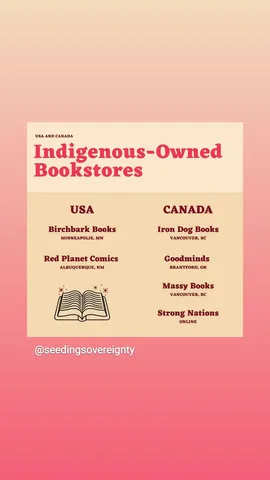 USA AND CANADA
Indigenous-Owned
Bookstores
USA
Birchbark Books
MINNEAPOLIS, MN
Red Planet Comics
ALBUQUERQUE, NM
CANADA
Iron Dog Books
VANCOUVER, BC
Goodminds
BRANTFORD, ON
Massy Books
VANCOUVER, BC
Strong Nations
ONLINE
@seedingsovereignty